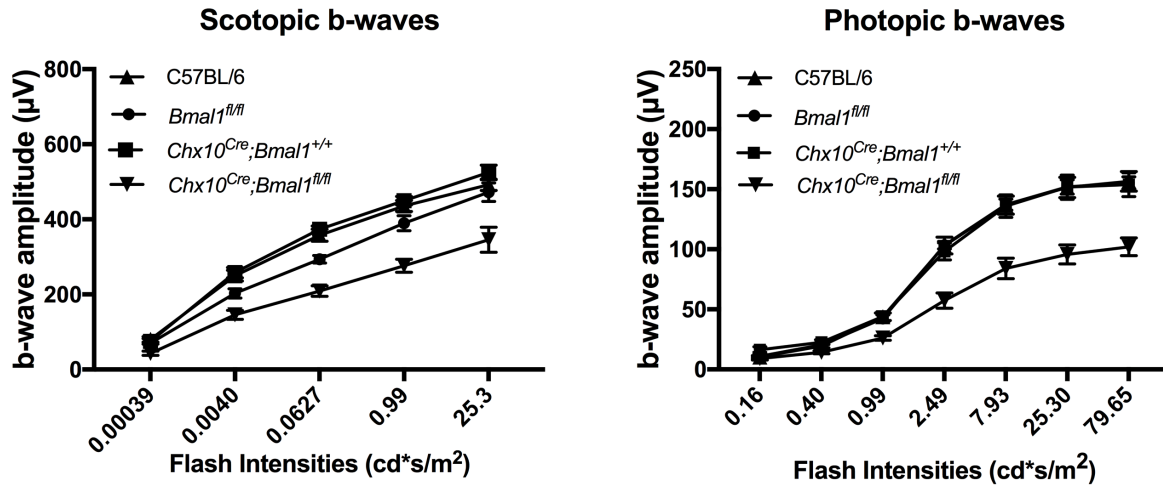 Scotopic b-waves
b-wave amplitude (µV)
800
600
400
200
0
C57BL/6
Bmal1fl/fl
Chx10Cre;Bmal1+/+
Chx10Cre;Bmal1fl/fl
0.00039
0.0040
0.0627
0.99
25.3
Flash Intensities (cd*s/m²)
Photopic b-waves
b-wave amplitude (µV)
250
200
150
100
50
0
C57BL/6
Bmal1fl/fl
Chx10Cre;Bmal1+/+
Chx10Cre;Bmal1fl/fl
0.16
0.40
0.99
2.49
7.93
25.30
79.65
Flash Intensities (cd*s/m²)